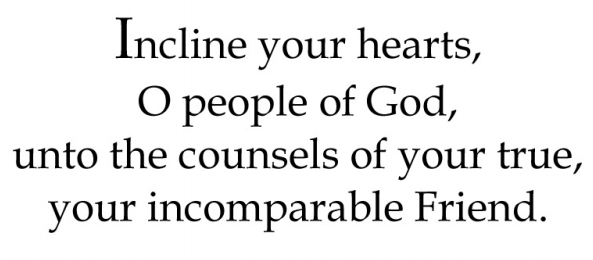 Incline your hearts,
O people of God,
unto the counsels of your true,
your incomparable Friend.